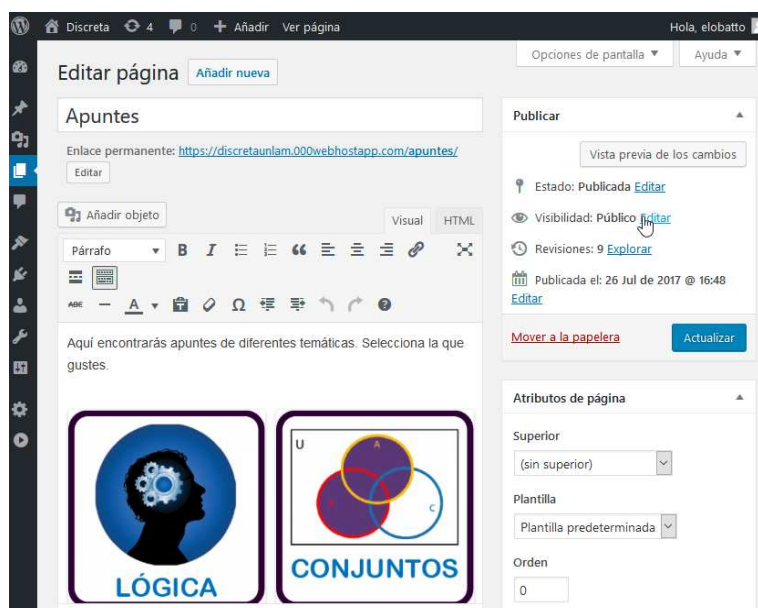 Discreta 4 0 + Añadir Ver página Hola, elobatto
Opciones de pantalla Ayuda
Editar página Añadir nueva
Apuntes
Enlace permanente: https://discretaunlam.000webhostapp.com/apuntes/
Editar
Añadir objeto Visual HTML
Párrafo B I
ABC A Ω
Aquí encontrarás apuntes de diferentes temáticas. Selecciona la que
gustes.
LÓGICA
U A
B C
CONJUNTOS
Publicar
Vista previa de los cambios
Estado: Publicada Editar
Visibilidad: Público Editar
Revisiones: 9 Explorar
Publicada el: 26 Jul de 2017 @ 16:48
Editar
Mover a la papelera Actualizar
Atributos de página
Superior
(sin superior)
Plantilla
Plantilla predeterminada
Orden
0